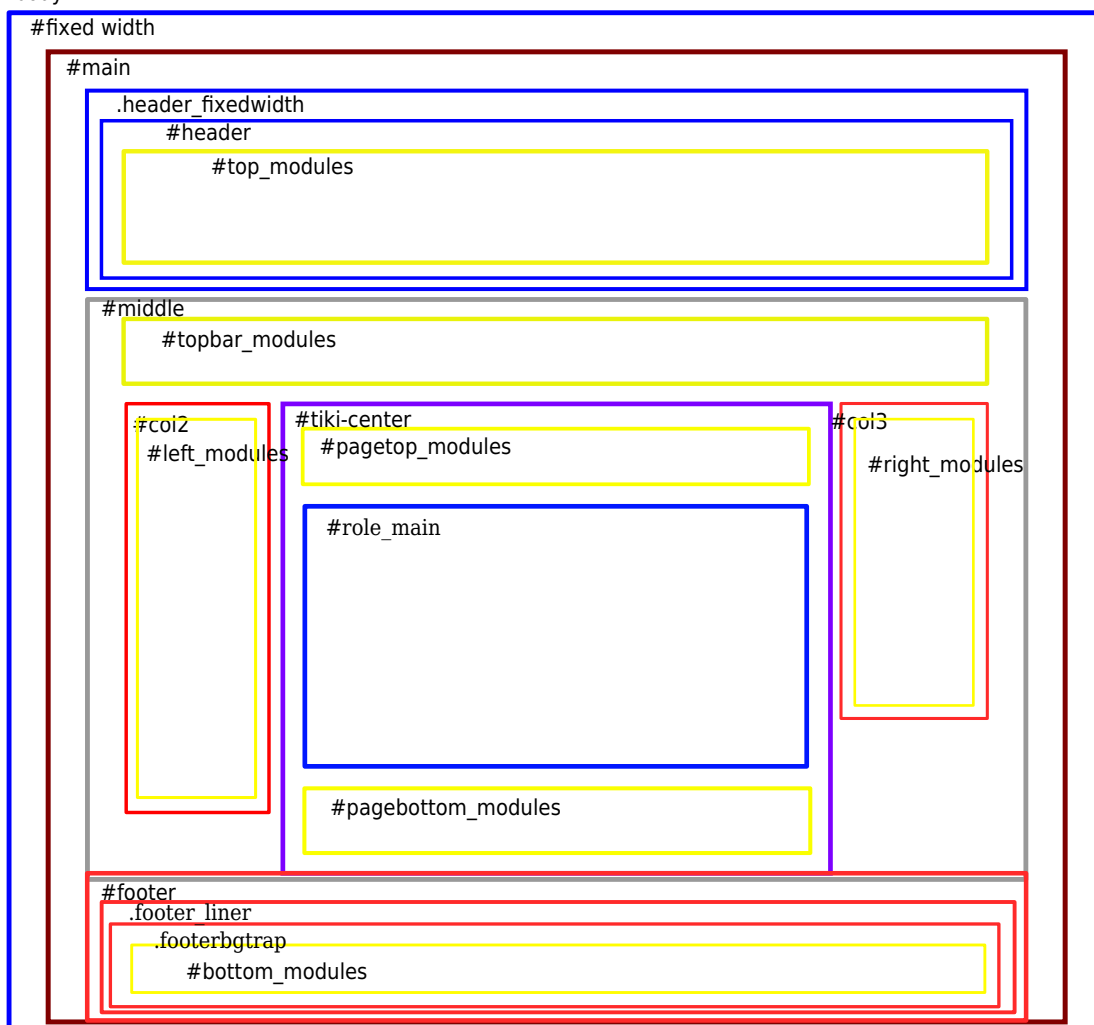 #fixed width
#main
.header_fixedwidth
#header
#top_modules
#middle
#topbar_modules
#col2
#left_modules
#tiki-center
#pagetop_modules
#role_main
#pagebottom_modules
#col3
#right_modules
#footer
.footer_liner
.footerbgtrap
#bottom_modules